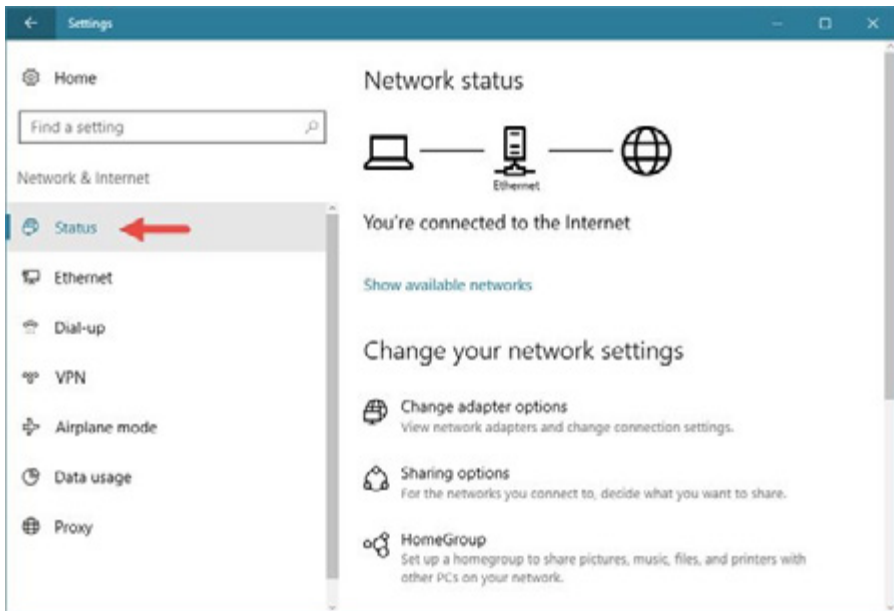 Settings
Home
Find a setting
Network & Internet
Status
Ethernet
Dial-up
VPN
Airplane mode
Data usage
Proxy
Network status
Ethernet
You're connected to the Internet
Show available networks
Change your network settings
Change adapter options
View network adapters and change connection settings.
Sharing options
For the networks you connect to, decide what you want to share.
HomeGroup
Set up a homegroup to share pictures, music, files, and printers with
other PCs on your network.